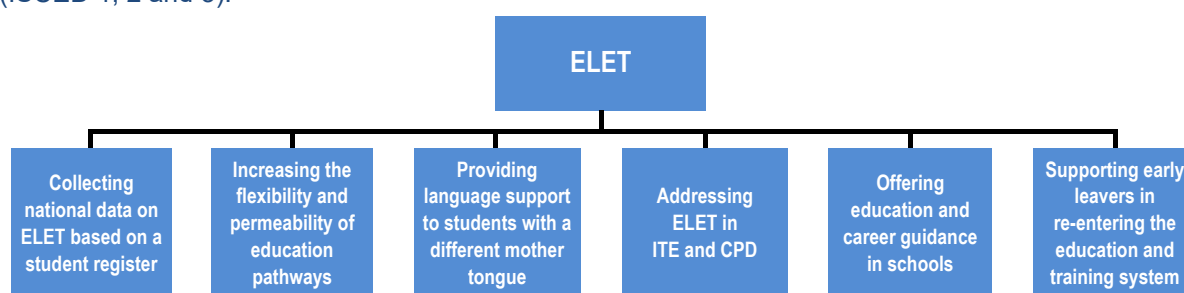 ELET
Collecting
national data on
ELET based on a
student register
Increasing the
flexibility and
permeability of
education
pathways
Providing
language support
to students with a
different mother
tongue
Addressing
ELET in
ITE and CPD
Offering
education and
career guidance
in schools
Supporting early
leavers in
re-entering the
education and
training system